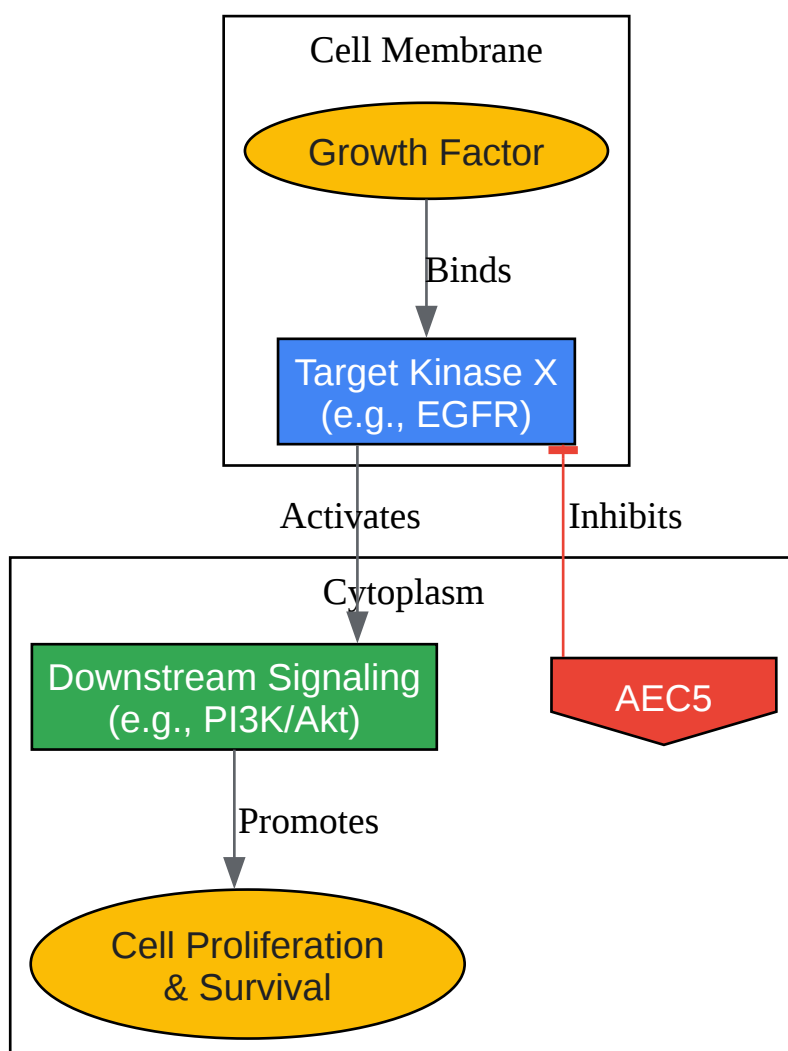 Cell Membrane
Growth Factor
Binds
Target Kinase X
(e.g., EGFR)
Activates
Inhibits
Cytoplasm
Downstream Signaling
(e.g., PI3K/Akt)
AEC5
Promotes
Cell Proliferation
& Survival